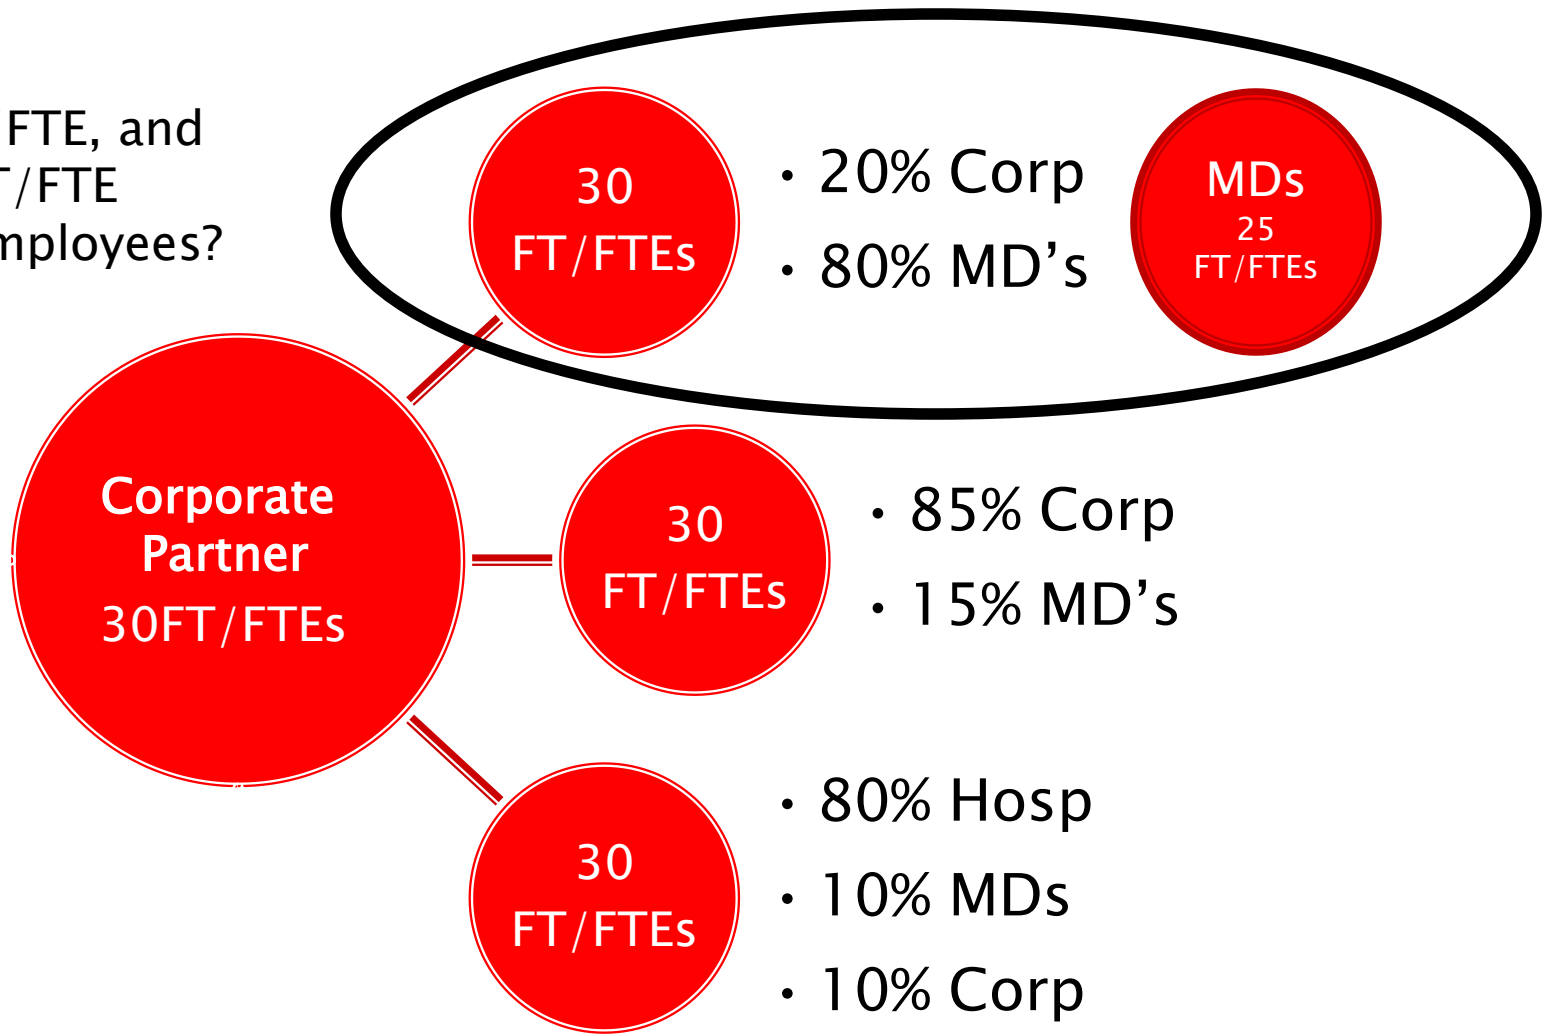 FTE, and
/FTE
mployees?
30
FT/FTEs
• 20% Corp
• 80% MD’s
MDs
25
FT/FTEs
Corporate
Partner
30FT/FTEs
30
FT/FTEs
• 85% Corp
• 15% MD’s
30
FT/FTEs
• 80% Hosp
• 10% MDs
• 10% Corp